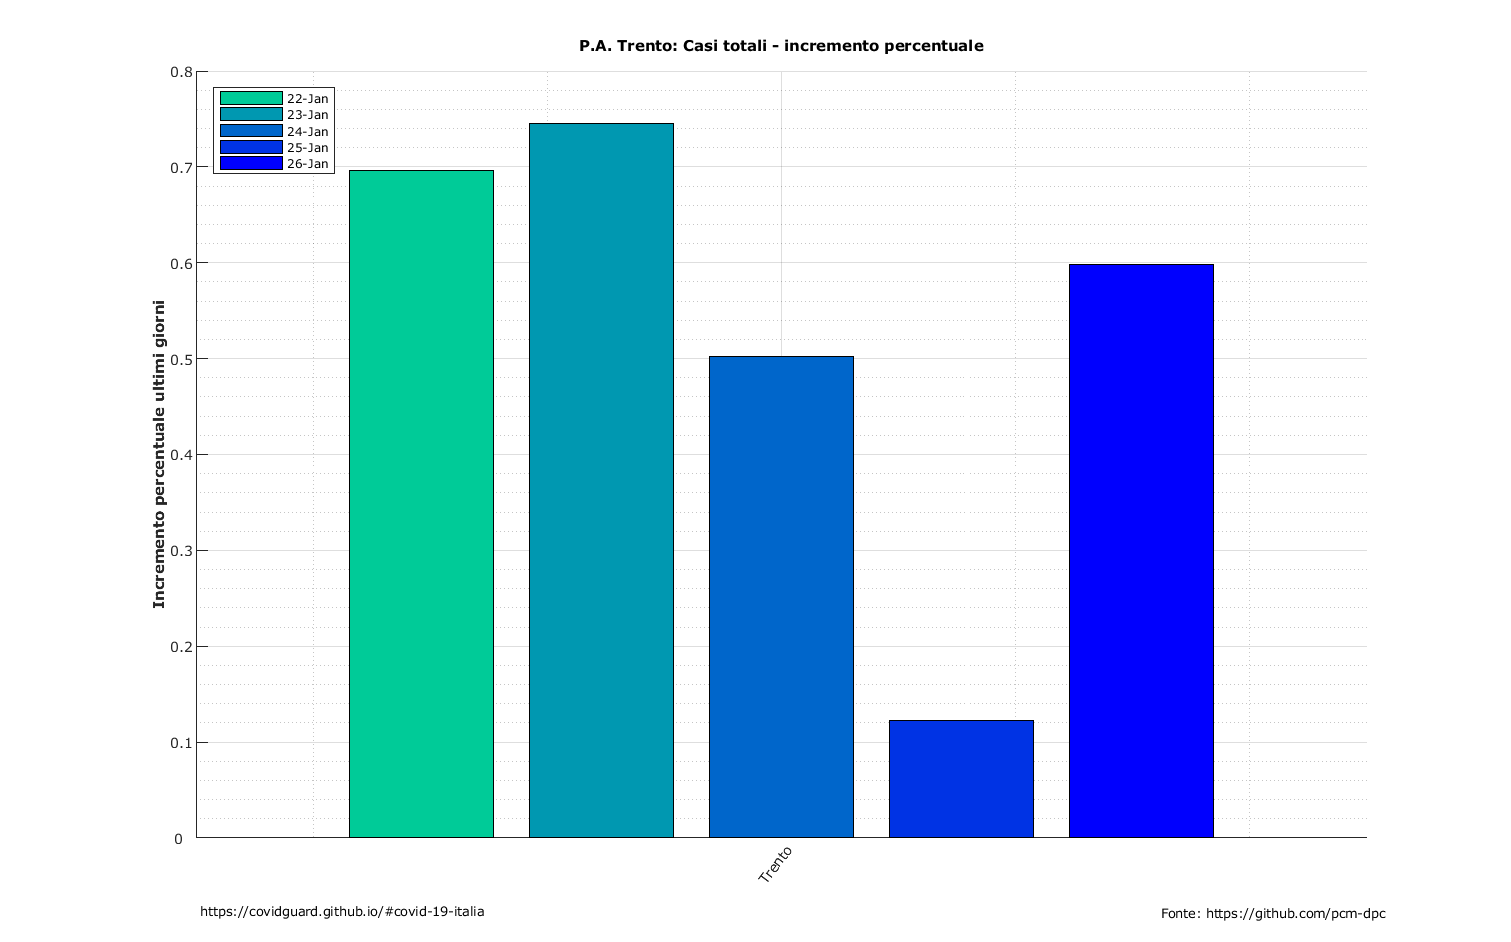 P.A. Trento: Casi totali - incremento percentuale
0.8
22-Jan
23-Jan
24-Jan
25-Jan
26-Jan
0.7
0.6
0.5
0.4
0.3
0.2
0.1
0
Incremento percentuale ultimi giorni
Trento
https://covidguard.github.io/#covid-19-italia
Fonte: https://github.com/pcm-dpc